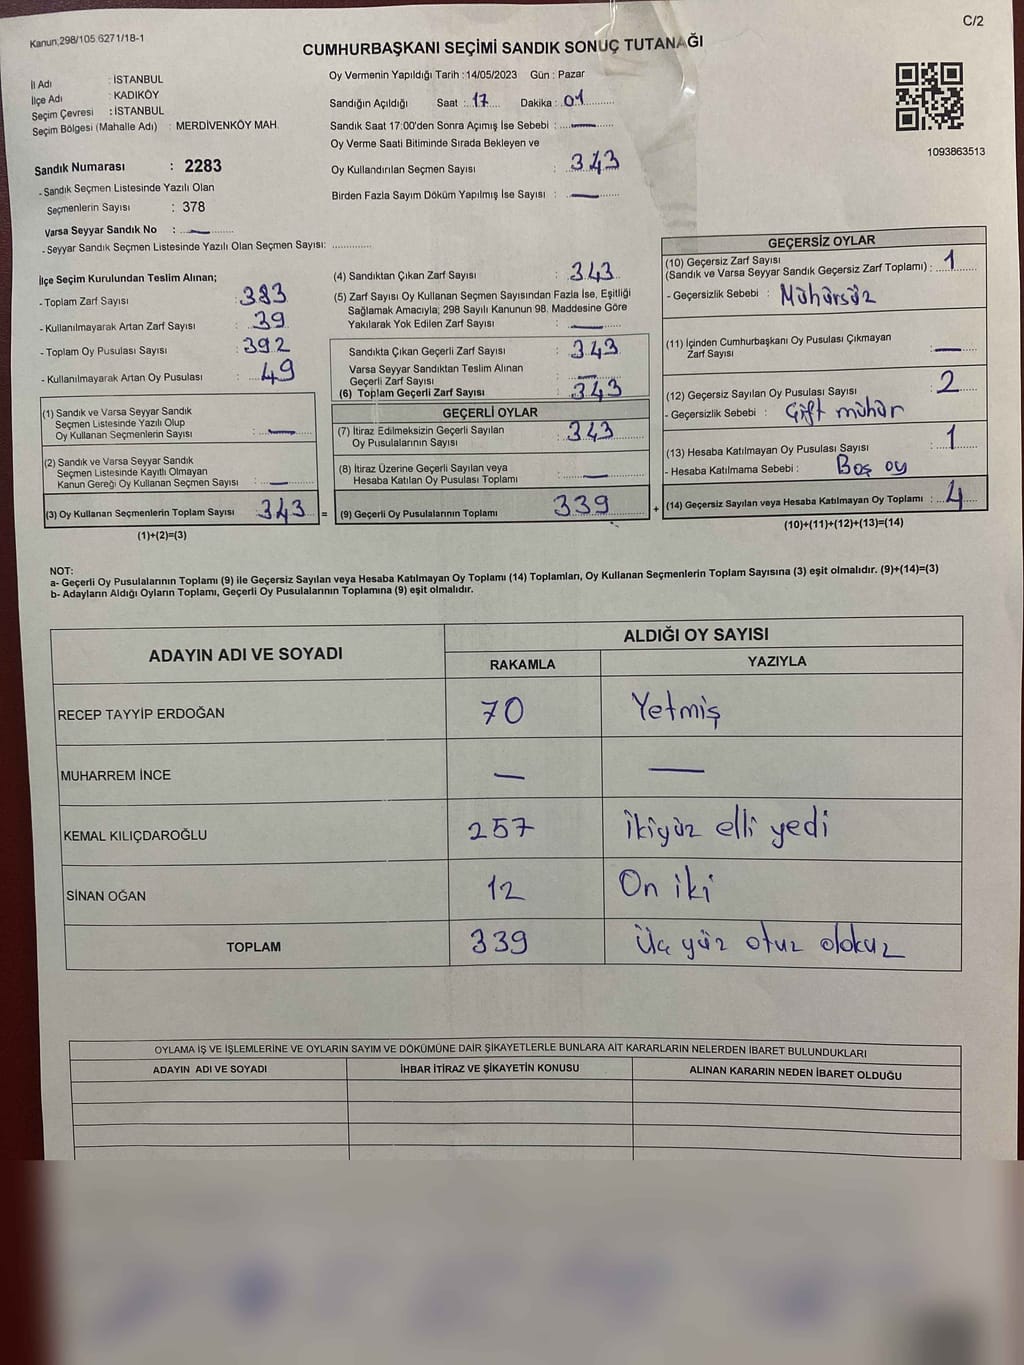 Kanun,298/105.6271/18-1
C/2
CUMHURBAŞKANI SEÇİMİ SANDIK SONUÇ TUTANAĞI
İl Adı : İSTANBUL
İlçe Adı : KADIKÖY
Seçim Çevresi : İSTANBUL
Seçim Bölgesi (Mahalle Adı) : MERDİVENKÖY MAH.
Sandık Numarası : 2283
- Sandık Seçmen Listesinde Yazılı Olan
Seçmenlerin Sayısı : 378
Varsa Seyyar Sandık No : —
- Seyyar Sandık Seçmen Listesinde Yazılı Olan Seçmen Sayısı: ............
Oy Vermenin Yapıldığı Tarih : 14/05/2023 Gün : Pazar
Sandığın Açıldığı Saat : 17 Dakika : 01
Sandık Saat 17:00'den Sonra Açımış İse Sebebi : —
Oy Verme Saati Bitiminde Sırada Bekleyen ve
Oy Kullandırılan Seçmen Sayısı : 343
Birden Fazla Sayım Döküm Yapılmış İse Sayısı : —
1093863513
İlçe Seçim Kurulundan Teslim Alınan;
- Toplam Zarf Sayısı : 383
- Kullanılmayarak Artan Zarf Sayısı : 39
- Toplam Oy Pusulası Sayısı : 392
- Kullanılmayarak Artan Oy Pusulası : 49
(1) Sandık ve Varsa Seyyar Sandık
Seçmen Listesinde Yazılı Olup
Oy Kullanan Seçmenlerin Sayısı : —
(2) Sandık ve Varsa Seyyar Sandık
Seçmen Listesinde Kayıtlı Olmayan
Kanun Gereği Oy Kullanan Seçmen Sayısı : —
(3) Oy Kullanan Seçmenlerin Toplam Sayısı : 343 =
(1)+(2)=(3)
(4) Sandıktan Çıkan Zarf Sayısı : 343
(5) Zarf Sayısı Oy Kullanan Seçmen Sayısından Fazla İse, Eşitliği
Sağlamak Amacıyla; 298 Sayılı Kanunun 98. Maddesine Göre
Yakılarak Yok Edilen Zarf Sayısı : —
Sandıkta Çıkan Geçerli Zarf Sayısı : 343
Varsa Seyyar Sandıktan Teslim Alınan
Geçerli Zarf Sayısı : —
(6) Toplam Geçerli Zarf Sayısı : 343
GEÇERLİ OYLAR
(7) İtiraz Edilmeksizin Geçerli Sayılan
Oy Pusulalarının Sayısı : 343
(8) İtiraz Üzerine Geçerli Sayılan veya
Hesaba Katılan Oy Pusulası Toplamı : —
(9) Geçerli Oy Pusulalarının Toplamı : 339 +
GEÇERSİZ OYLAR
(10) Geçersiz Zarf Sayısı
(Sandık ve Varsa Seyyar Sandık Geçersiz Zarf Toplamı) : 1
- Geçersizlik Sebebi : Mühürsüz
(11) İçinden Cumhurbaşkanı Oy Pusulası Çıkmayan
Zarf Sayısı : —
(12) Geçersiz Sayılan Oy Pusulası Sayısı : 2
- Geçersizlik Sebebi : Çift mühür
(13) Hesaba Katılmayan Oy Pusulası Sayısı : 1
- Hesaba Katılmama Sebebi : Boş oy
(14) Geçersiz Sayılan veya Hesaba Katılmayan Oy Toplamı : 4
(10)+(11)+(12)+(13)=(14)
NOT:
a- Geçerli Oy Pusulalarının Toplamı (9) ile Geçersiz Sayılan veya Hesaba Katılmayan Oy Toplamı (14) Toplamları, Oy Kullanan Seçmenlerin Toplam Sayısına (3) eşit olmalıdır. (9)+(14)=(3)
b- Adayların Aldığı Oyların Toplamı, Geçerli Oy Pusulalarının Toplamına (9) eşit olmalıdır.
ADAYIN ADI VE SOYADI
ALDIĞI OY SAYISI
RAKAMLA YAZIYLA
RECEP TAYYİP ERDOĞAN 70 Yetmiş
MUHARREM İNCE — —
KEMAL KILIÇDAROĞLU 257 İkiyüz elli yedi
SİNAN OĞAN 12 On iki
TOPLAM 339 Üç yüz otuz dokuz
OYLAMA İŞ VE İŞLEMLERİNE VE OYLARIN SAYIM VE DÖKÜMÜNE DAİR ŞİKAYETLERLE BUNLARA AİT KARARLARIN NELERDEN İBARET BULUNDUKLARI
ADAYIN ADI VE SOYADI İHBAR İTİRAZ VE ŞİKAYETİN KONUSU ALINAN KARARIN NEDEN İBARET OLDUĞU